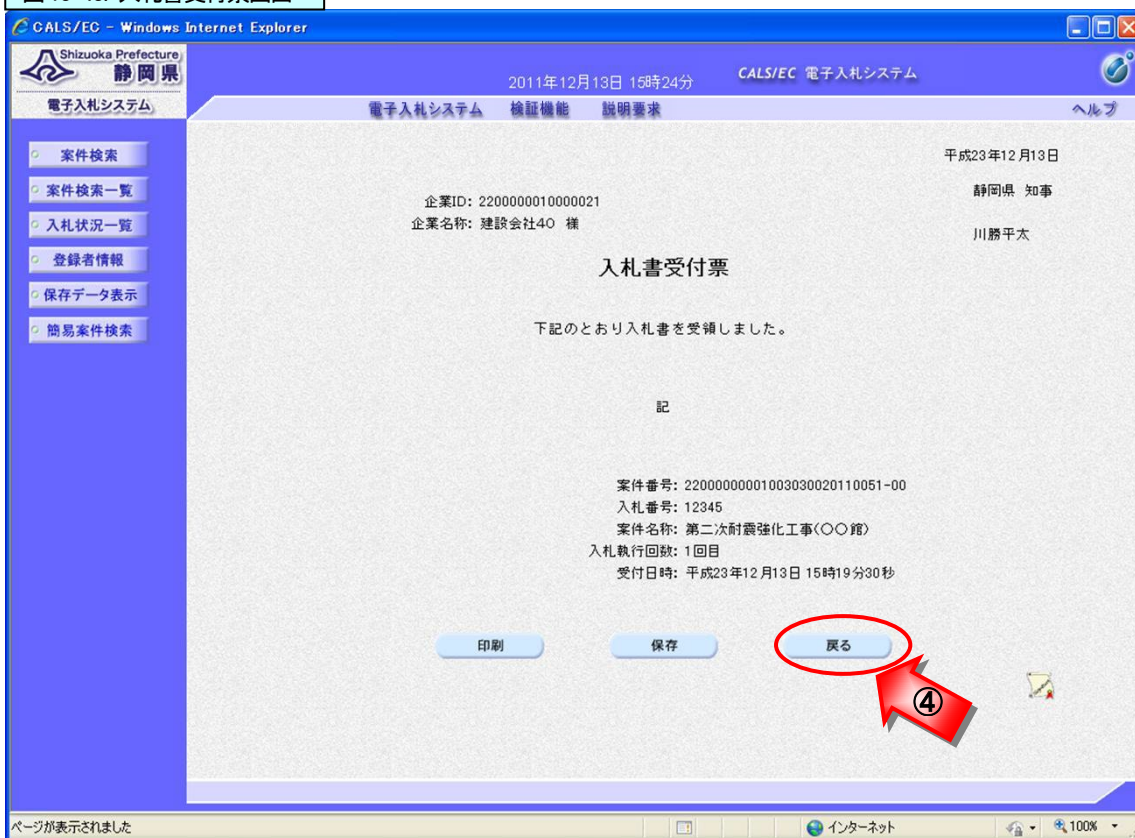 CALS/EC - Windows Internet Explorer
Shizuoka Prefecture
静岡県
電子入札システム
2011年12月13日 15時24分
CALS/EC 電子入札システム
電子入札システム 検証機能 説明要求 ヘルプ
案件検索
案件検索一覧
入札状況一覧
登録者情報
保存データ表示
簡易案件検索
平成23年12月13日
静岡県 知事
川勝平太
企業ID: 2200000010000021
企業名称: 建設会社40 様
入札書受付票
下記のとおり入札書を受領しました。
記
案件番号: 22000000001003030020110051-00
入札番号: 12345
案件名称: 第二次耐震強化工事(〇〇館)
入札執行回数: 1回目
受付日時: 平成23年12月13日 15時19分30秒
印刷 保存 戻る
④
ページが表示されました インターネット 100%